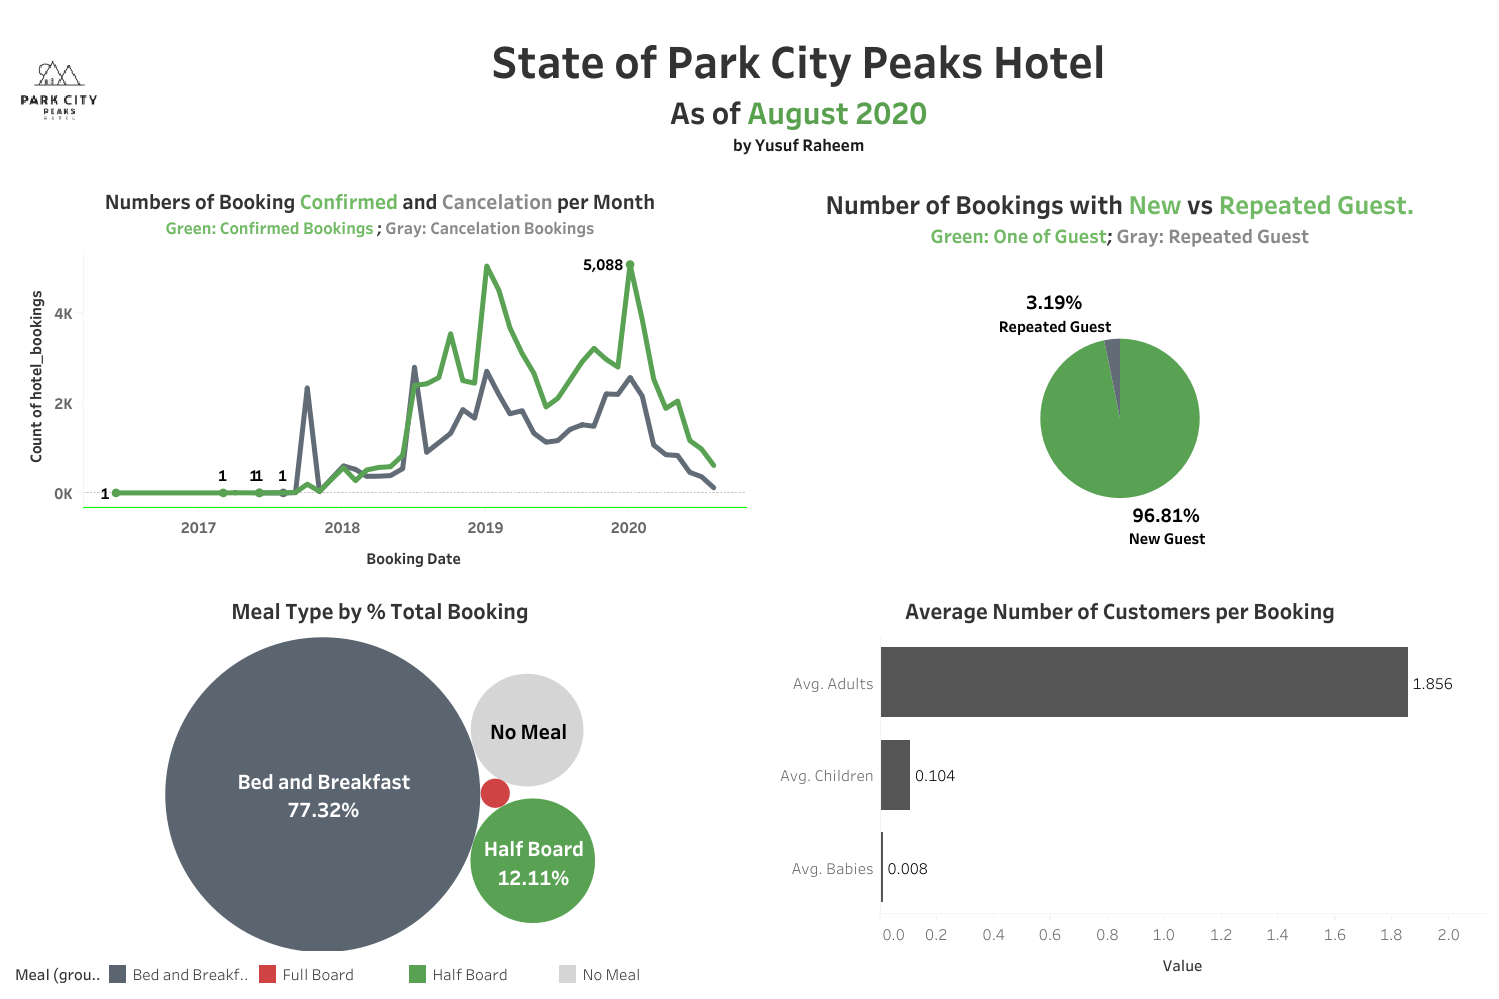 PARK CITY
PEAKS
HOTEL
State of Park City Peaks Hotel
As of August 2020
by Yusuf Raheem
Numbers of Booking Confirmed and Cancelation per Month
Green: Confirmed Bookings ; Gray: Cancelation Bookings
Count of hotel_bookings
4K
2K
0K
5,088
1
1
11
1
2017
2018
2019
2020
Booking Date
Number of Bookings with New vs Repeated Guest.
Green: One of Guest; Gray: Repeated Guest
3.19%
Repeated Guest
96.81%
New Guest
Meal Type by % Total Booking
Bed and Breakfast
77.32%
No Meal
Half Board
12.11%
Meal (grou..
Bed and Breakf..
Full Board
Half Board
No Meal
Average Number of Customers per Booking
Avg. Adults
1.856
Avg. Children
0.104
Avg. Babies
0.008
0.0
0.2
0.4
0.6
0.8
1.0
1.2
1.4
1.6
1.8
2.0
Value